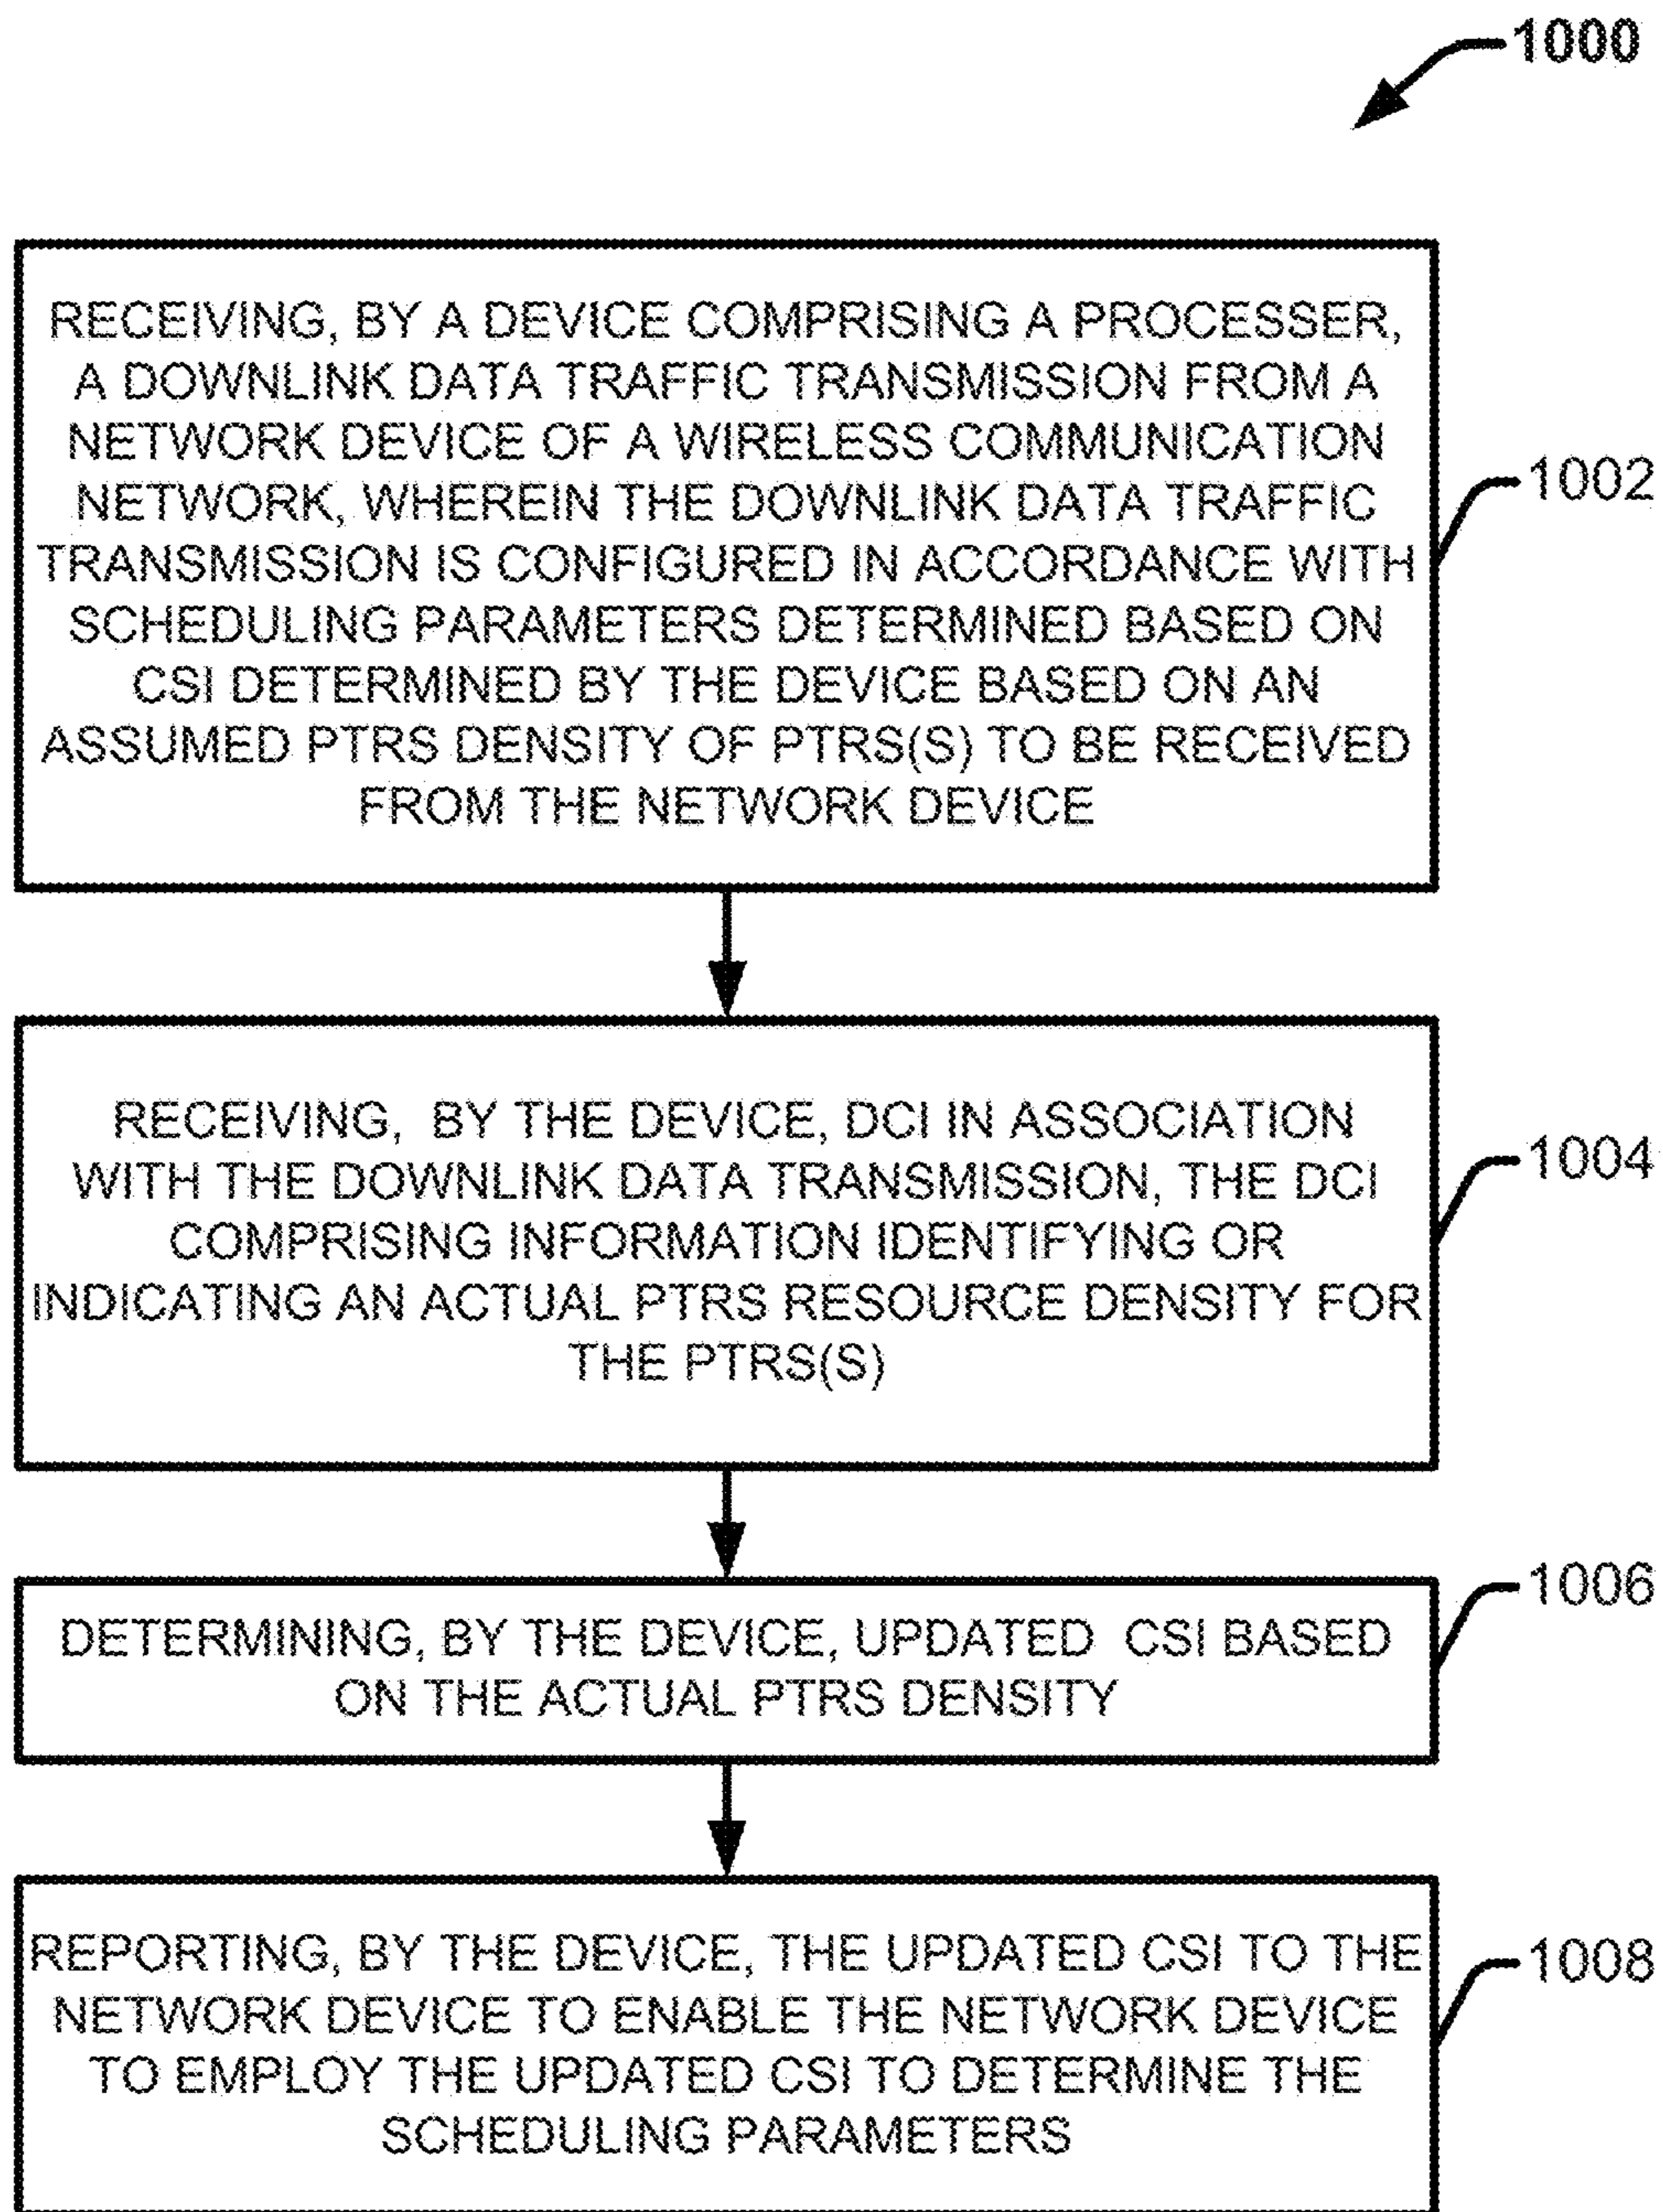 1000
RECEIVING, BY A DEVICE COMPRISING A PROCESSER,
A DOWNLINK DATA TRAFFIC TRANSMISSION FROM A
NETWORK DEVICE OF A WIRELESS COMMUNICATION
NETWORK, WHEREIN THE DOWNLINK DATA TRAFFIC
TRANSMISSION IS CONFIGURED IN ACCORDANCE WITH
SCHEDULING PARAMETERS DETERMINED BASED ON
CSI DETERMINED BY THE DEVICE BASED ON AN
ASSUMED PTRS DENSITY OF PTRS(S) TO BE RECEIVED
FROM THE NETWORK DEVICE
1002
RECEIVING, BY THE DEVICE, DCI IN ASSOCIATION
WITH THE DOWNLINK DATA TRANSMISSION, THE DCI
COMPRISING INFORMATION IDENTIFYING OR
INDICATING AN ACTUAL PTRS RESOURCE DENSITY FOR
THE PTRS(S)
1004
DETERMINING, BY THE DEVICE, UPDATED CSI BASED
ON THE ACTUAL PTRS DENSITY
1006
REPORTING, BY THE DEVICE, THE UPDATED CSI TO THE
NETWORK DEVICE TO ENABLE THE NETWORK DEVICE
TO EMPLOY THE UPDATED CSI TO DETERMINE THE
SCHEDULING PARAMETERS
1008